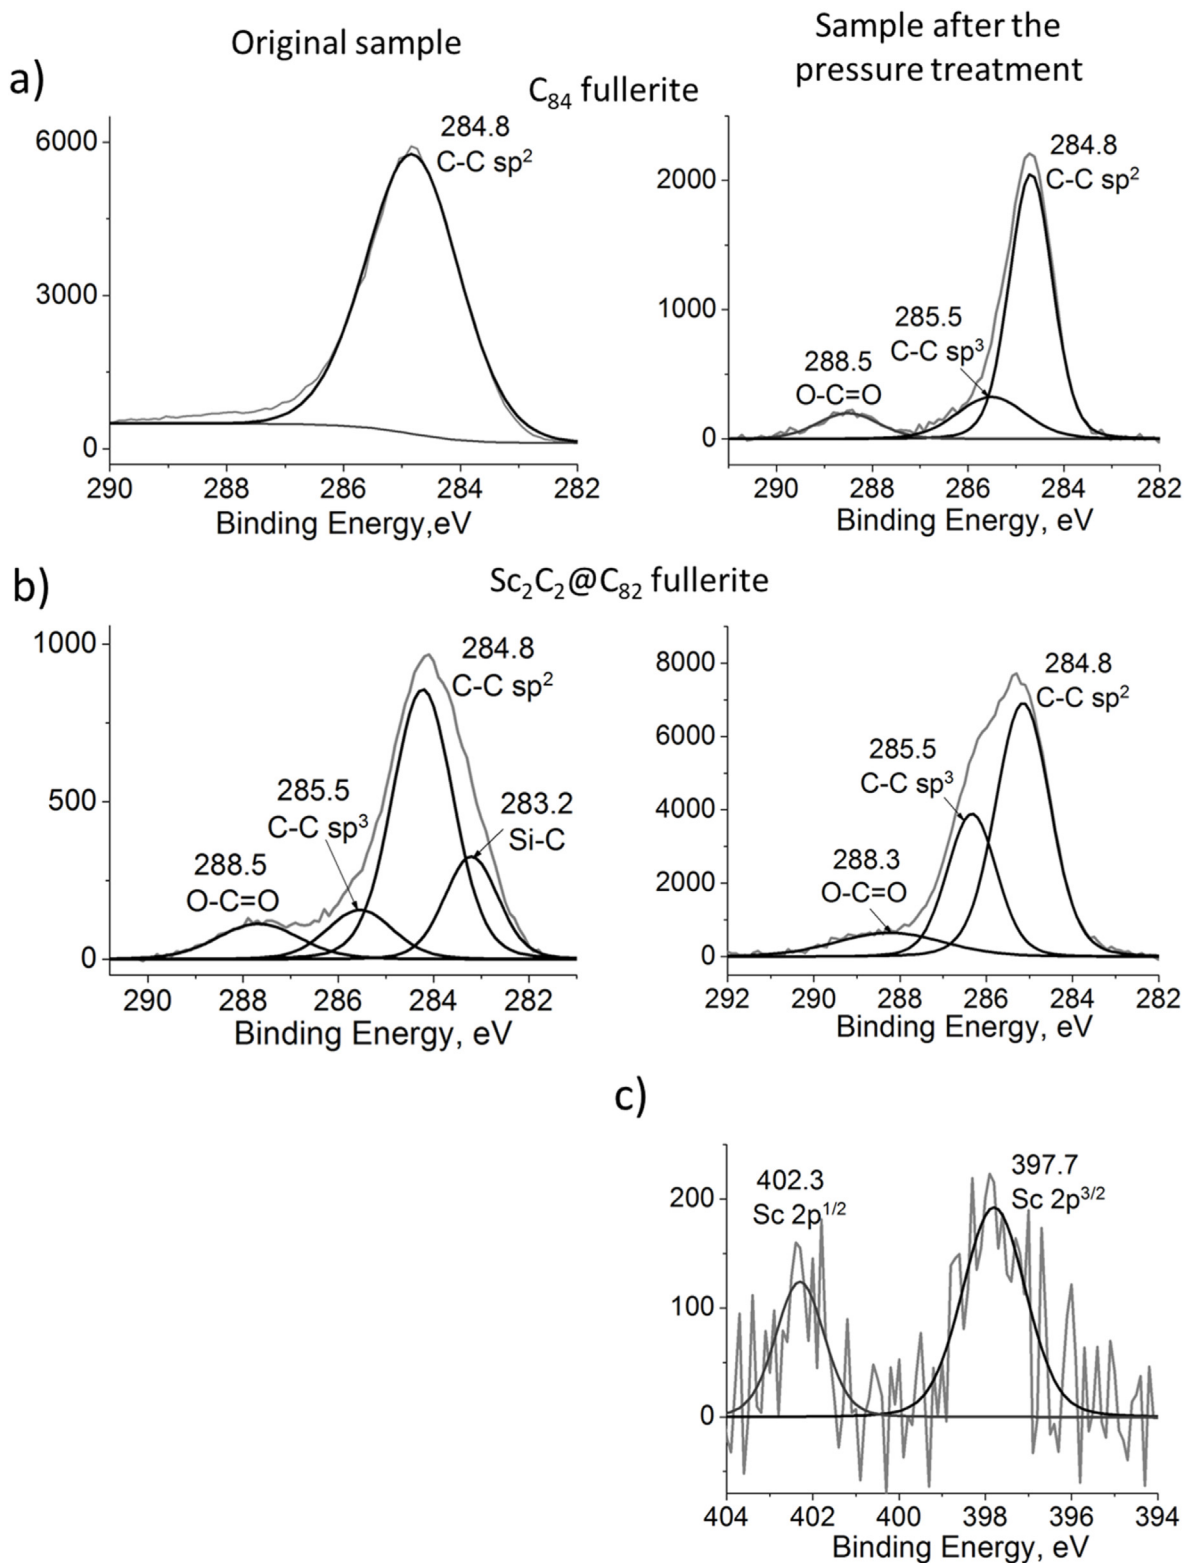 Original sample
Sample after the
pressure treatment
a)
C84 fullerite
284.8
C-C sp2
6000
3000
0
290 288 286 284 282
Binding Energy,eV
284.8
C-C sp2
285.5
C-C sp3
288.5
O-C=O
2000
1000
0
290 288 286 284 282
Binding Energy, eV
b)
Sc2C2@C82 fullerite
284.8
C-C sp2
285.5
C-C sp3
283.2
Si-C
288.5
O-C=O
1000
500
0
290 288 286 284 282
Binding Energy, eV
284.8
C-C sp2
285.5
C-C sp3
288.3
O-C=O
8000
6000
4000
2000
0
292 290 288 286 284 282
Binding Energy, eV
c)
402.3
Sc 2p1/2
397.7
Sc 2p3/2
200
100
0
404 402 400 398 396 394
Binding Energy, eV